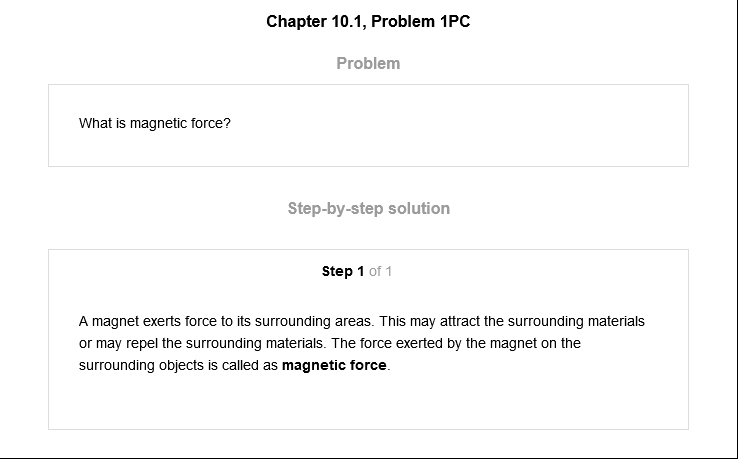 Chapter 10.1, Problem 1PC
Problem
What is magnetic force?
Step-by-step solution
Step 1 of 1
A magnet exerts force to its surrounding areas. This may attract the surrounding materials
or may repel the surrounding materials. The force exerted by the magnet on the
surrounding objects is called as magnetic force.